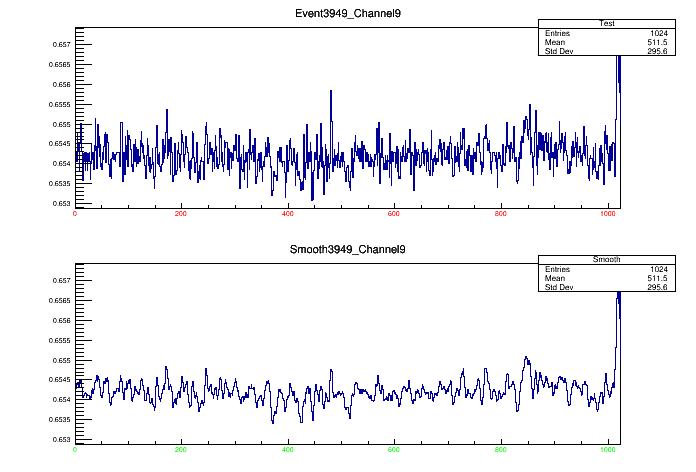 Event3949_Channel9
Test
Entries 1024
Mean 511.5
Std Dev 295.6
0.657
0.6565
0.656
0.6555
0.655
0.6545
0.654
0.6535
0.653
0 200 400 600 800 1000
Smooth3949_Channel9
Smooth
Entries 1024
Mean 511.5
Std Dev 295.6
0.657
0.6565
0.656
0.6555
0.655
0.6545
0.654
0.6535
0.653
0 200 400 600 800 1000